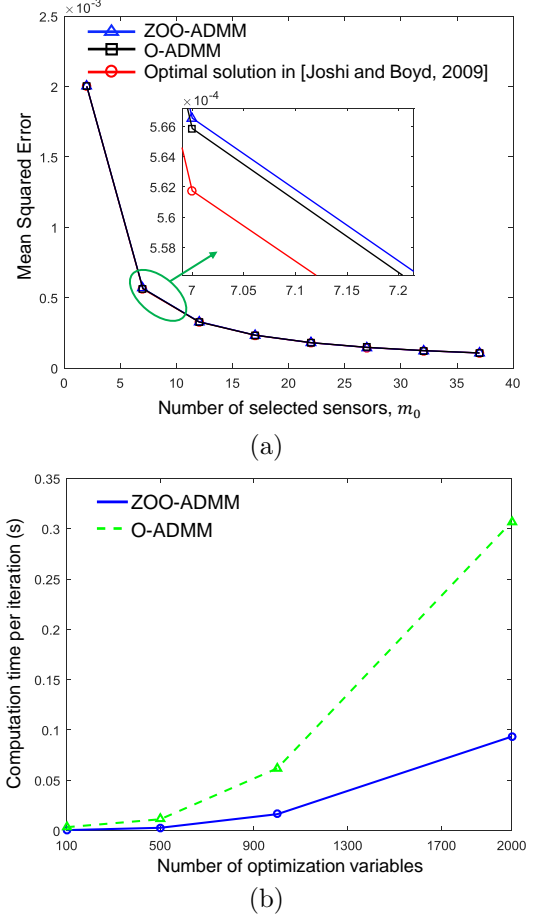 × 10-3
2.5
2
1.5
1
0.5
0
Mean Squared Error
ZOO-ADMM
O-ADMM
Optimal solution in [Joshi and Boyd, 2009]
× 10-4
5.66
5.64
5.62
5.6
5.58
7 7.05 7.1 7.15 7.2
0 5 10 15 20 25 30 35 40
Number of selected sensors, m₀
(a)
0.35
0.3
0.25
0.2
0.15
0.1
0.05
0
Computation time per iteration (s)
ZOO-ADMM
O-ADMM
100 500 900 1300 1700 2000
Number of optimization variables
(b)